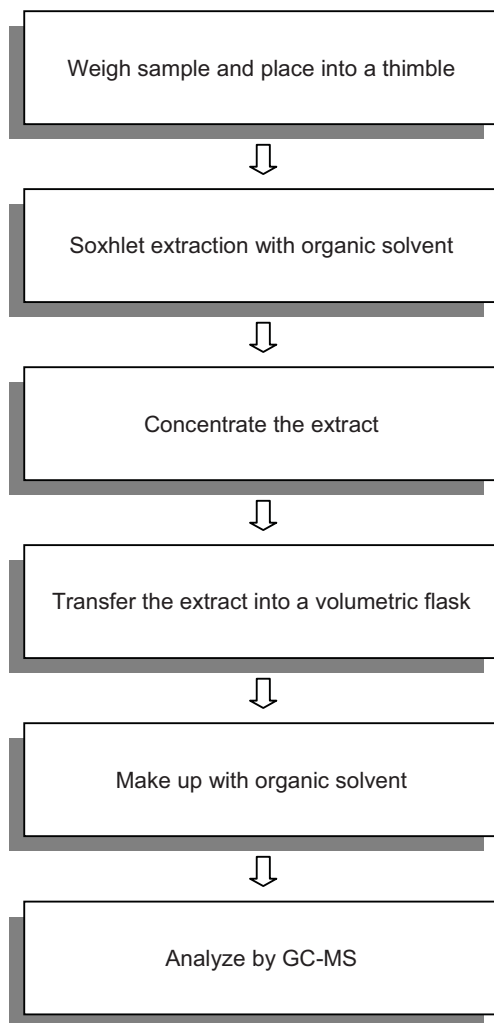 Weigh sample and place into a thimble
Soxhlet extraction with organic solvent
Concentrate the extract
Transfer the extract into a volumetric flask
Make up with organic solvent
Analyze by GC-MS